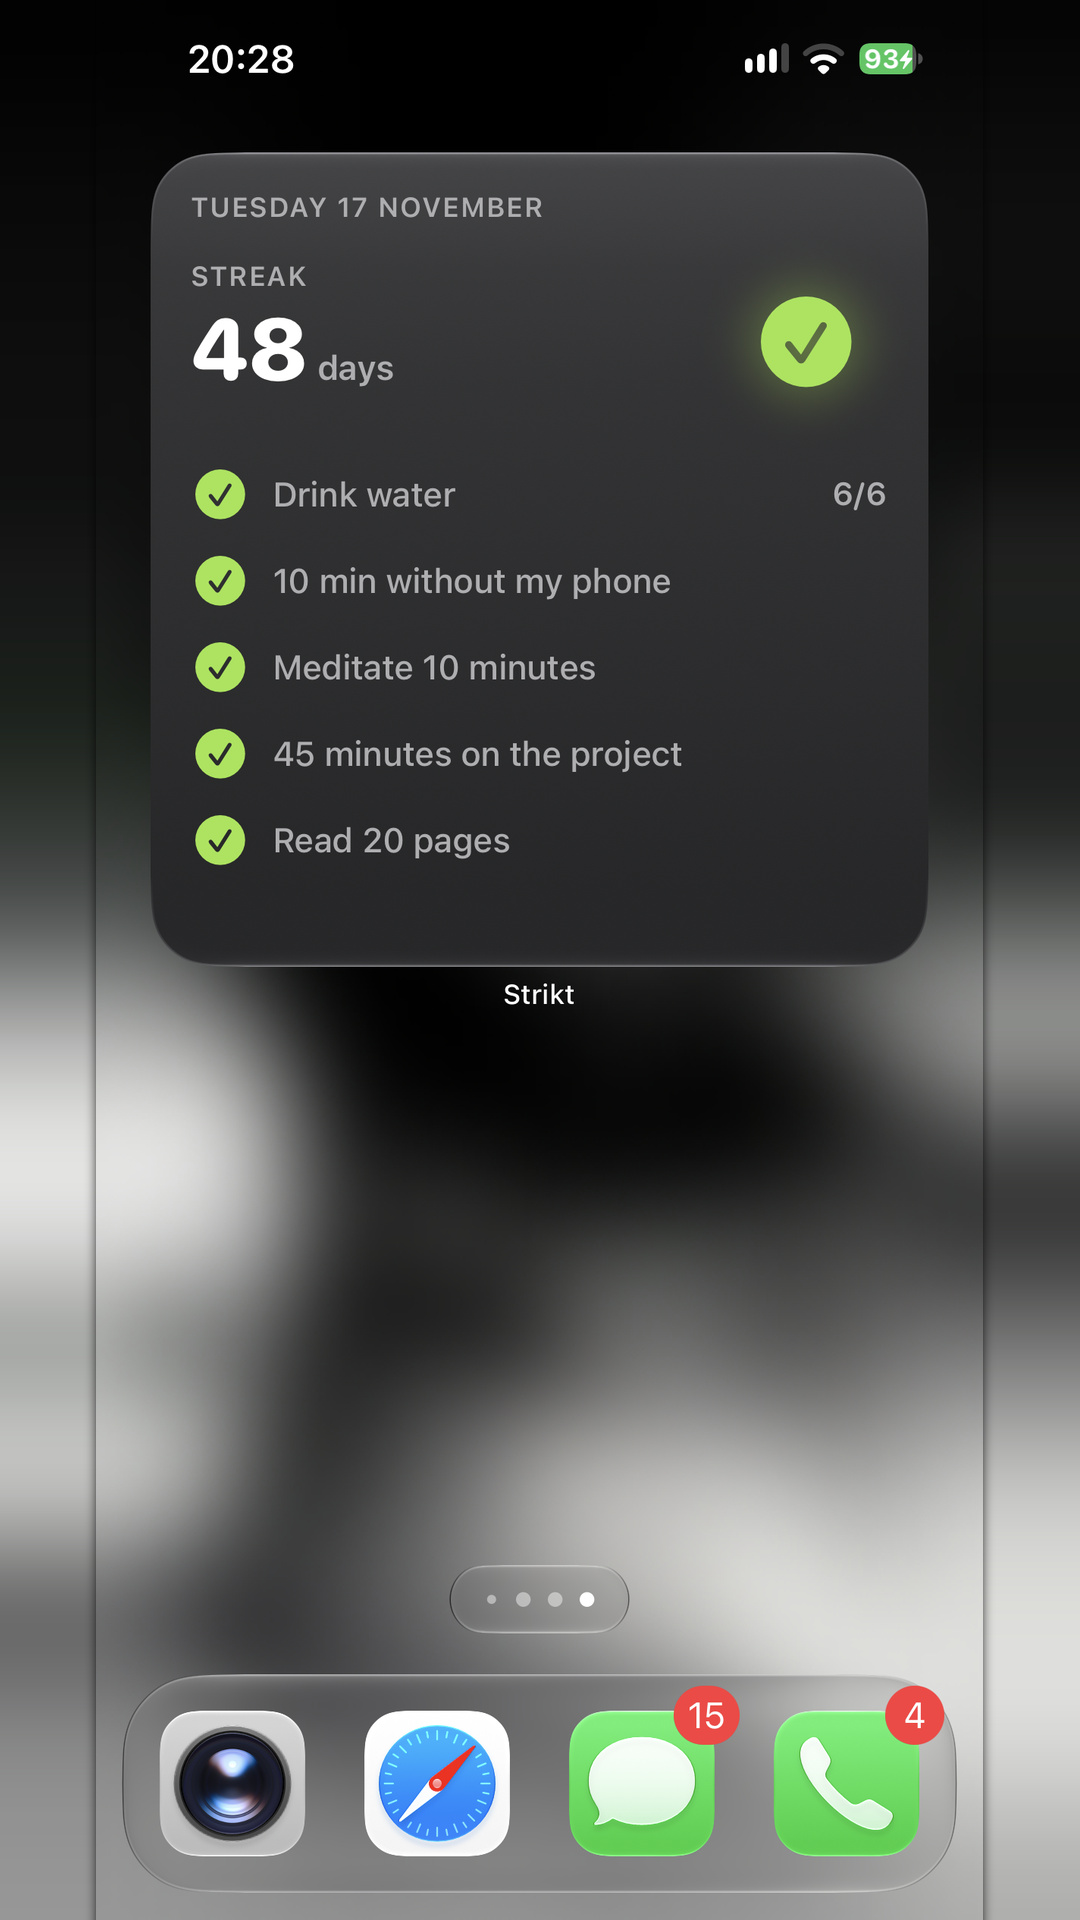 20:28
93
TUESDAY 17 NOVEMBER
STREAK
48 days
Drink water 6/6
10 min without my phone
Meditate 10 minutes
45 minutes on the project
Read 20 pages
Strikt
15
4